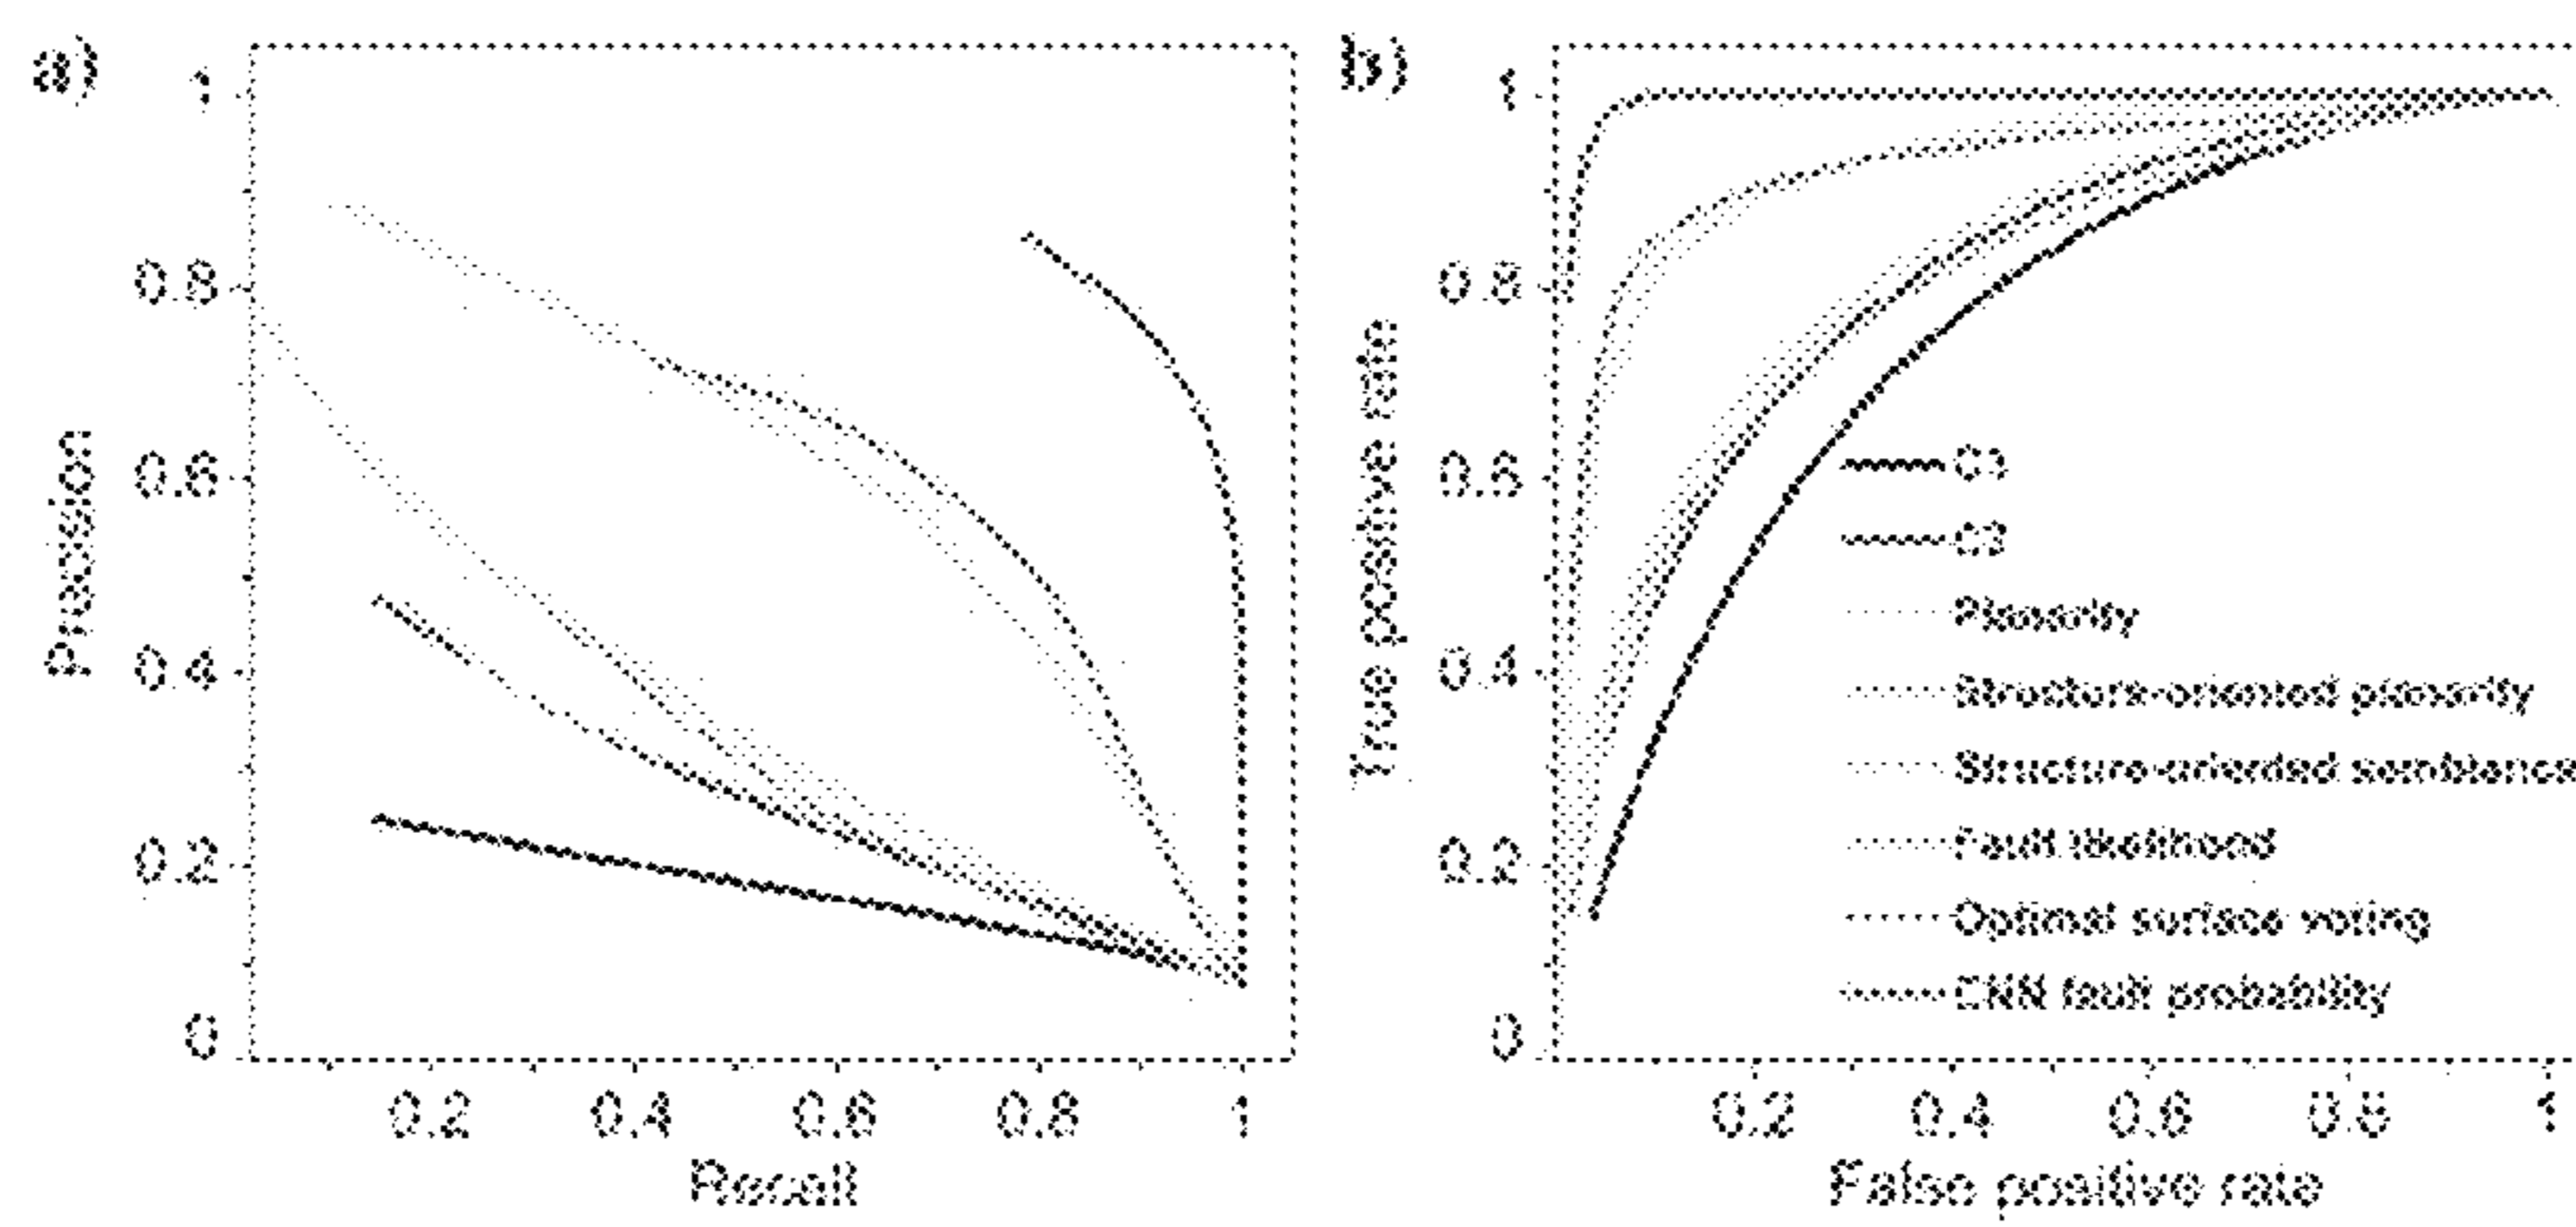 a)
Precision
1
0.8
0.6
0.4
0.2
0
0.2 0.4 0.6 0.8 1
Recall
b)
True positive rate
1
0.8
0.6
0.4
0.2
0
C1
C2
Planarity
Structure-oriented planarity
Structure-oriented semblance
Fault likelihood
Optimal surface voting
CNN fault probability
0.2 0.4 0.6 0.8 1
False positive rate